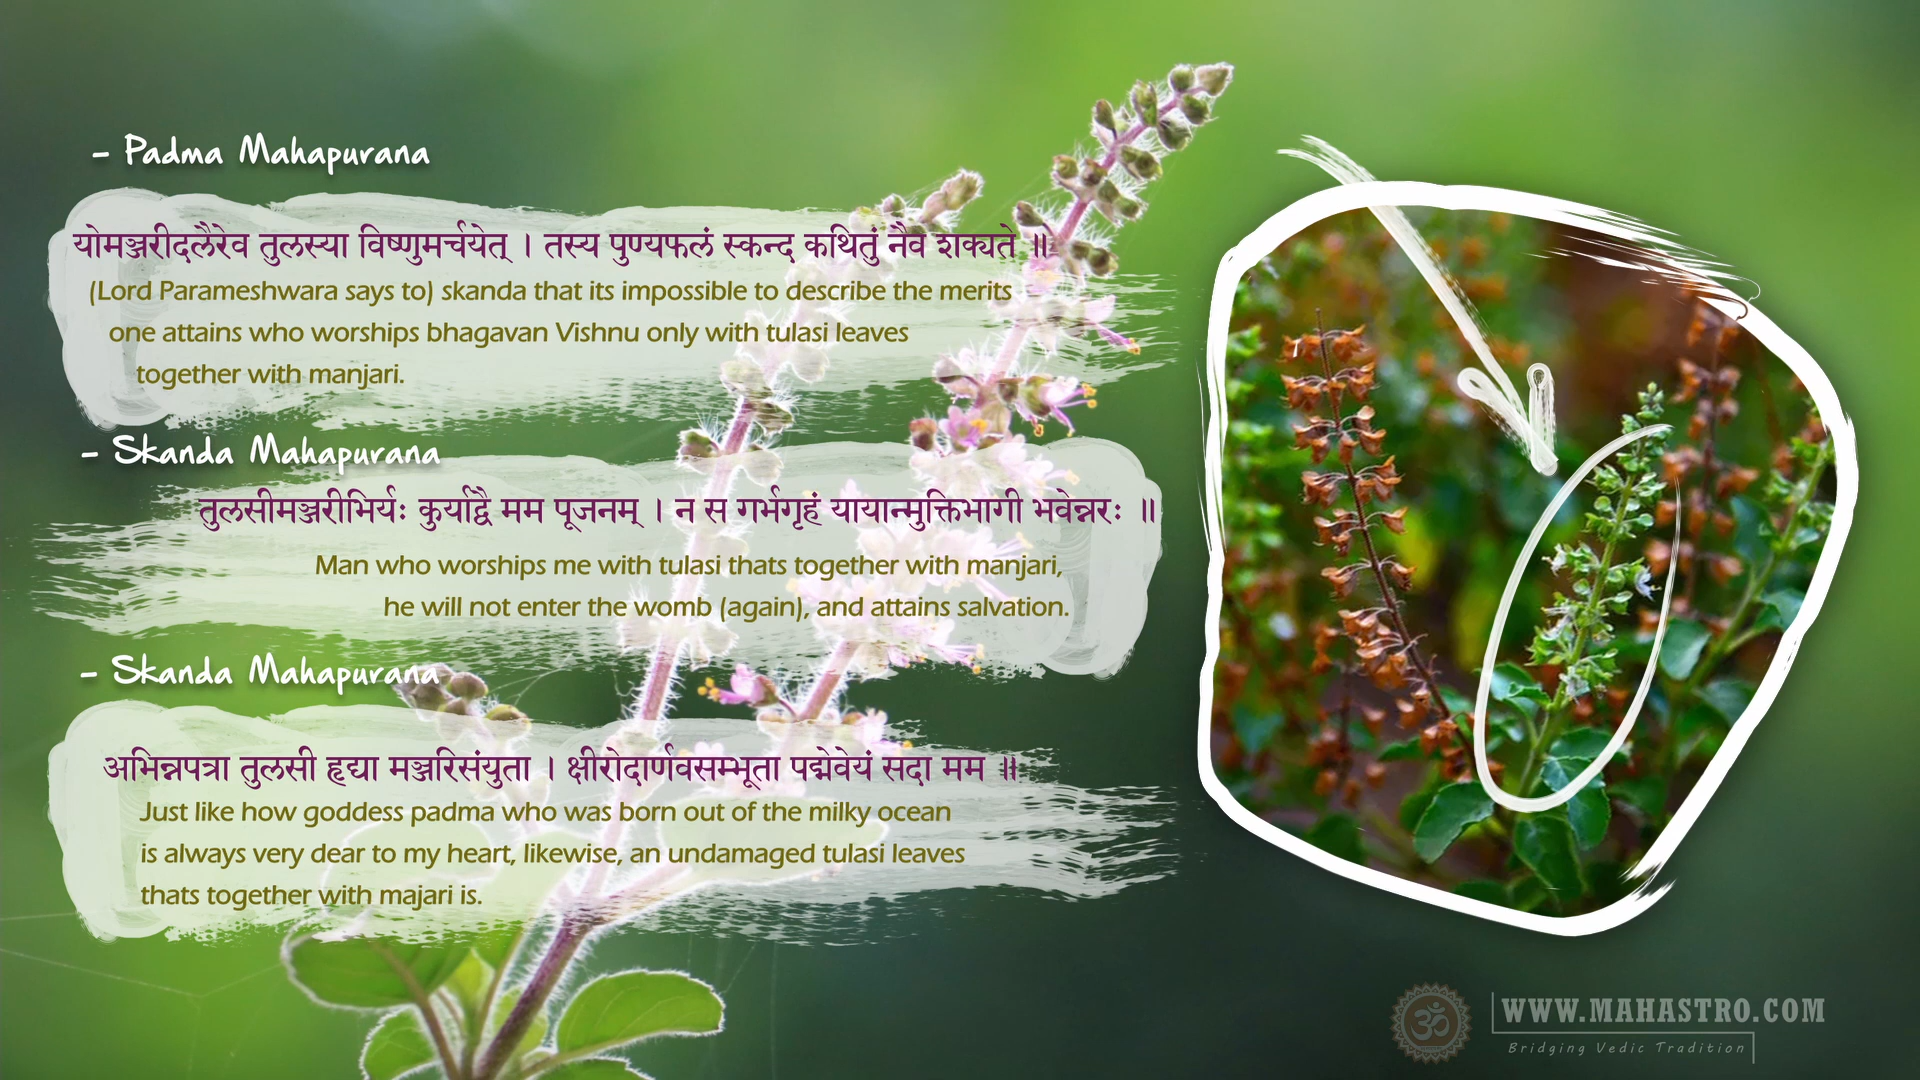 - Padma Mahapurana
योमञ्जरीदलैरेव तुलस्या विष्णुमर्चयेत् । तस्य पुण्यफलं स्कन्द कथितुं नैव शक्यते ॥
(Lord Parameshwara says to) skanda that its impossible to describe the merits
one attains who worships bhagavan Vishnu only with tulasi leaves
together with manjari.
- Skanda Mahapurana
तुलसीमञ्जरीभिर्यः कुर्याद्वै मम पूजनम् । न स गर्भगृहं यायान्मुक्तिभागी भवेन्नरः ॥
Man who worships me with tulasi thats together with manjari,
he will not enter the womb (again), and attains salvation.
- Skanda Mahapurana
अभिन्नपत्रा तुलसी हृद्या मञ्जरिसंयुता । क्षीरोदार्णवसम्भूता पद्मेवेयं सदा मम ॥
Just like how goddess padma who was born out of the milky ocean
is always very dear to my heart, likewise, an undamaged tulasi leaves
thats together with majari is.
ॐ
WWW.MAHASTRO.COM
Bridging Vedic Tradition